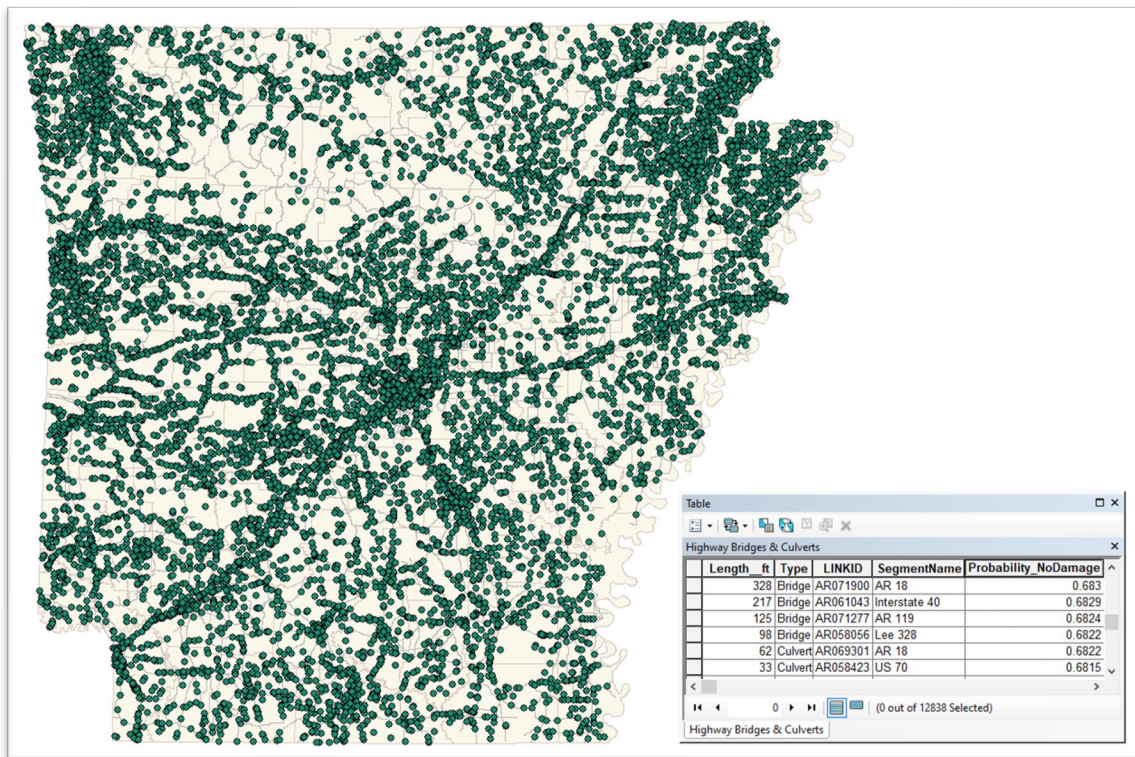 Table
Highway Bridges & Culverts
Length__ft Type LINKID SegmentName Probability_NoDamage
328 Bridge AR071900 AR 18 0.683
217 Bridge AR061043 Interstate 40 0.6829
125 Bridge AR071277 AR 119 0.6824
98 Bridge AR058056 Lee 328 0.6822
62 Culvert AR069301 AR 18 0.6822
33 Culvert AR058423 US 70 0.6815
0 (0 out of 12838 Selected)
Highway Bridges & Culverts